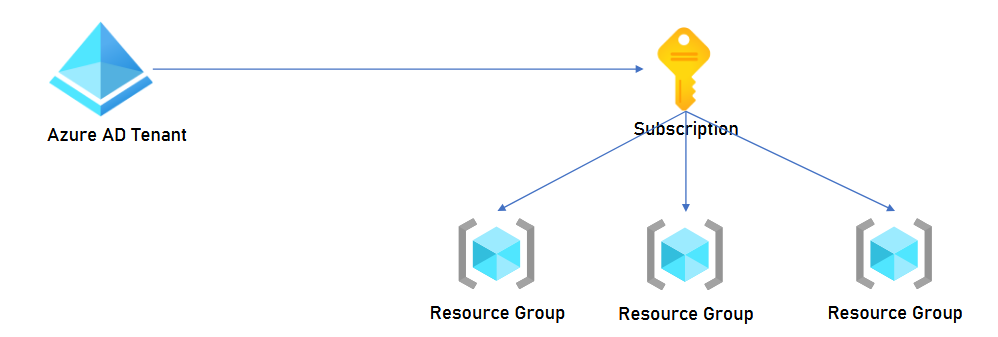 Azure AD Tenant
Subscription
Resource Group
Resource Group
Resource Group